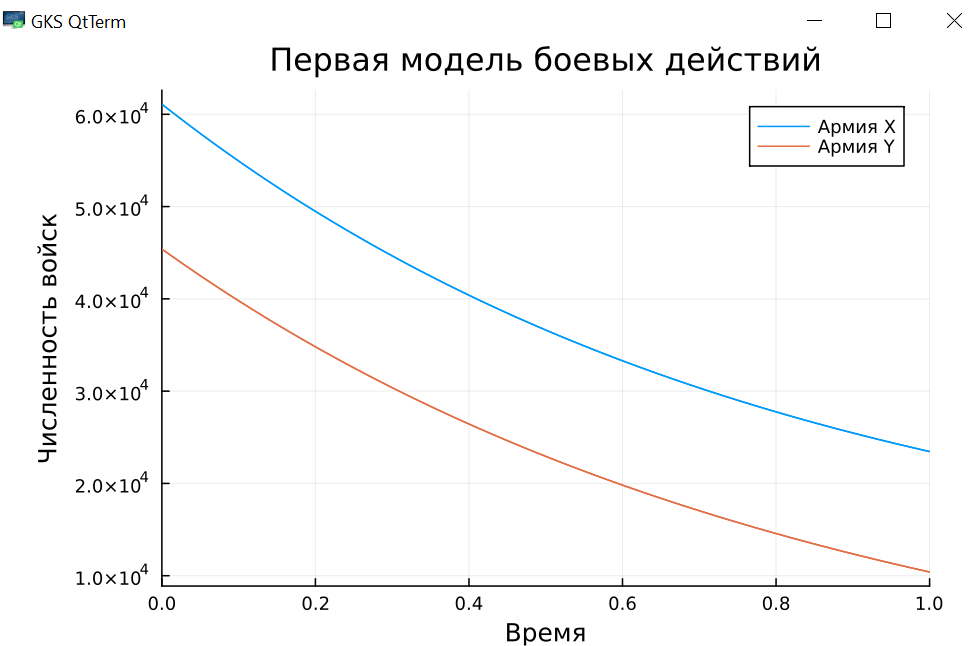 GKS QtTerm
Первая модель боевых действий
Армия X
Армия Y
Численность войск
6.0×10⁴
5.0×10⁴
4.0×10⁴
3.0×10⁴
2.0×10⁴
1.0×10⁴
0.0 0.2 0.4 0.6 0.8 1.0
Время